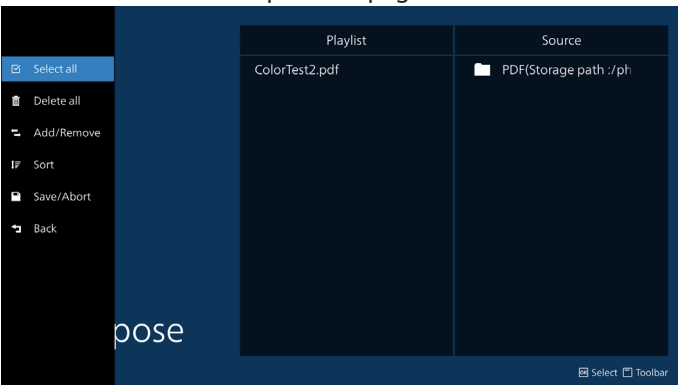 Select all
Delete all
Add/Remove
Sort
Save/Abort
Back
pose
Playlist
ColorTest2.pdf
Source
PDF(Storage path :/ph
OK Select Toolbar